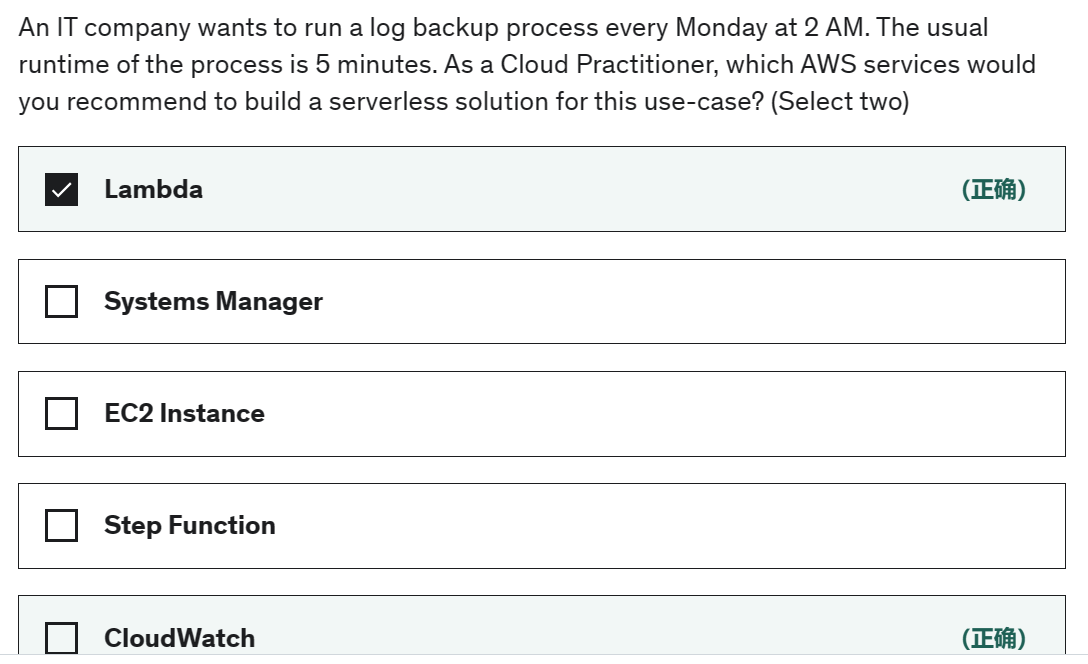 An IT company wants to run a log backup process every Monday at 2 AM. The usual
runtime of the process is 5 minutes. As a Cloud Practitioner, which AWS services would
you recommend to build a serverless solution for this use-case? (Select two)
Lambda (正确)
Systems Manager
EC2 Instance
Step Function
CloudWatch (正确)